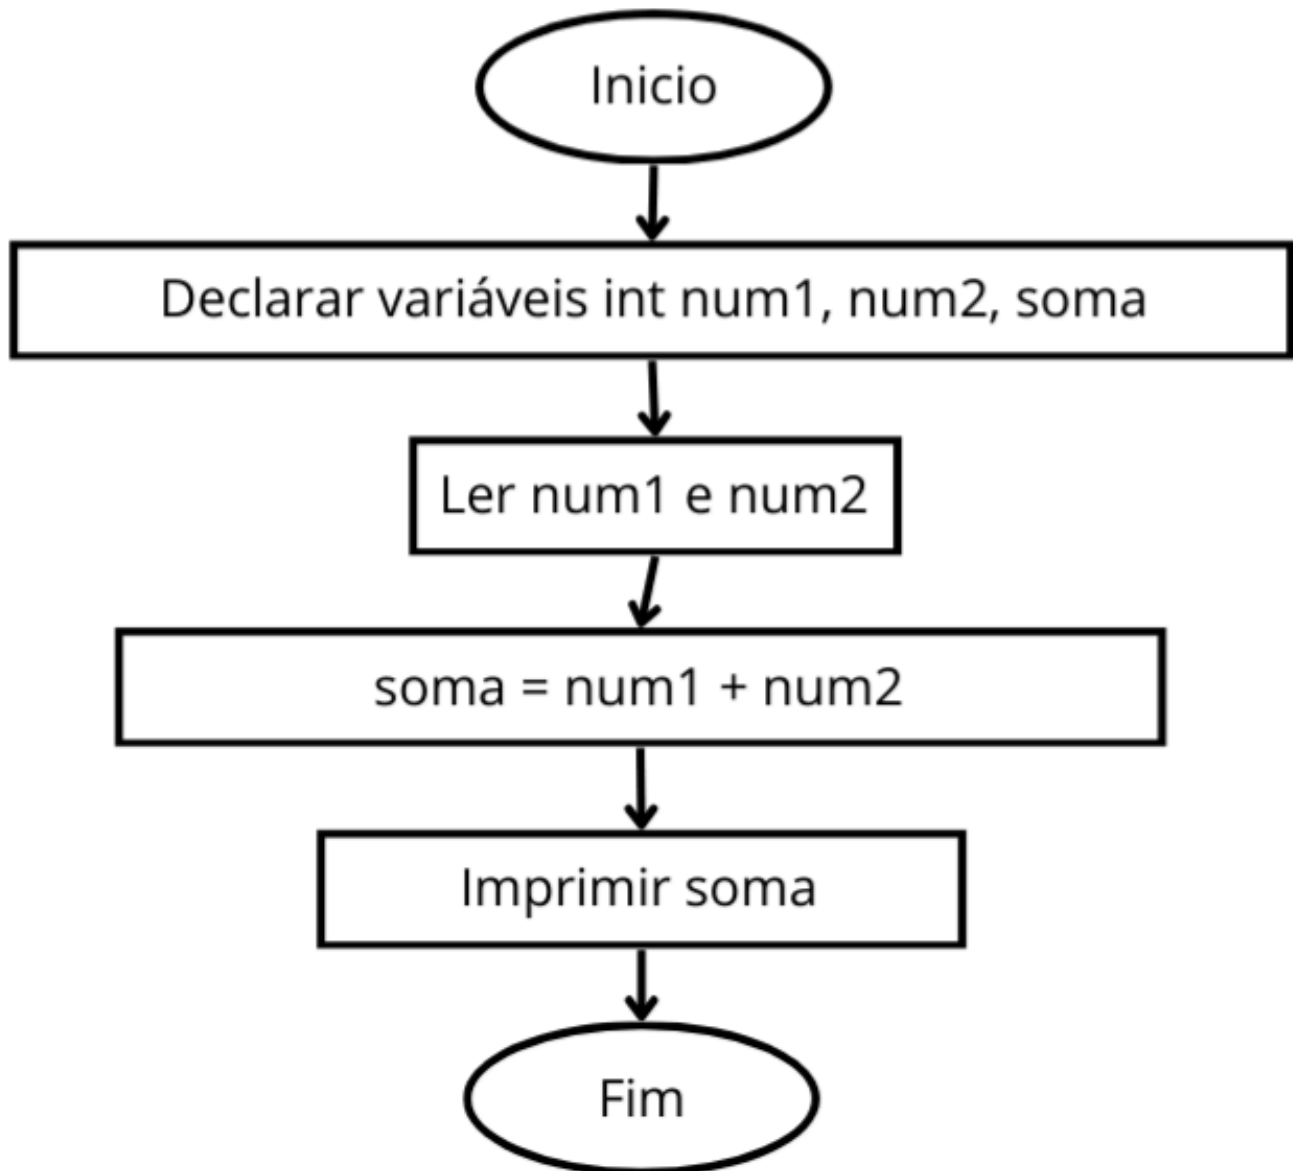 Inicio
Declarar variáveis int num1, num2, soma
Ler num1 e num2
soma = num1 + num2
Imprimir soma
Fim